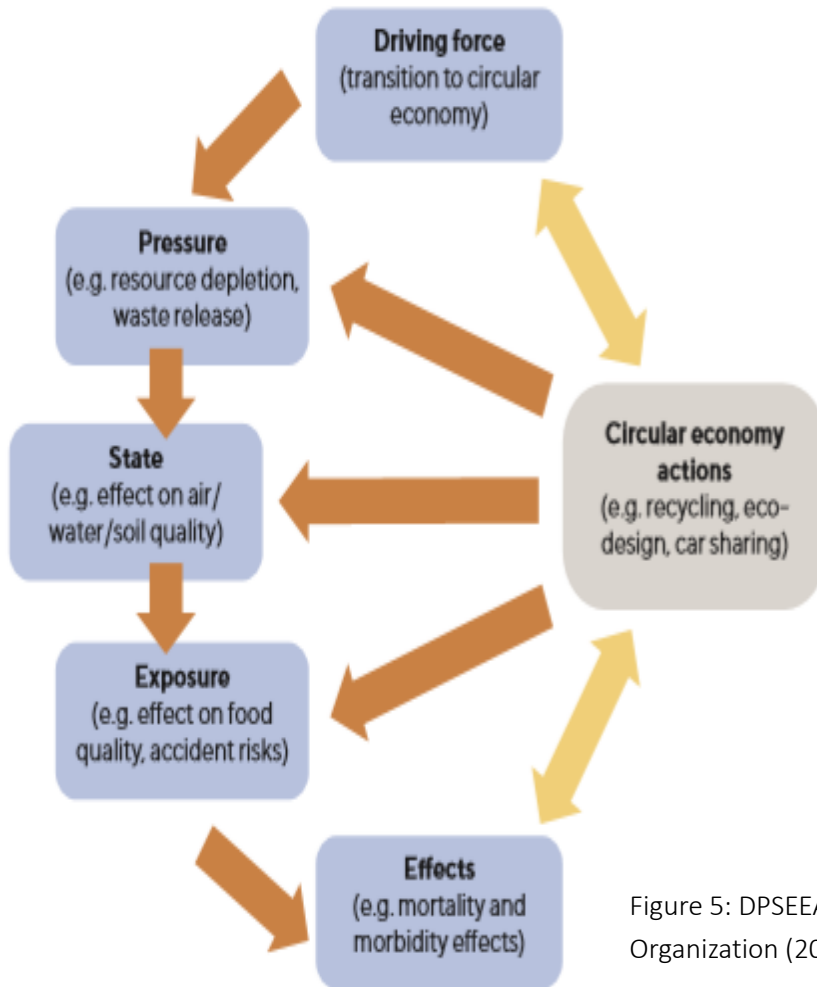 Driving force
(transition to circular
economy)
Pressure
(e.g. resource depletion,
waste release)
State
(e.g. effect on air/
water/soil quality)
Exposure
(e.g. effect on food
quality, accident risks)
Effects
(e.g. mortality and
morbidity effects)
Circular economy
actions
(e.g. recycling, eco-
design, car sharing)
Figure 5: DPSEEA
Organization (20